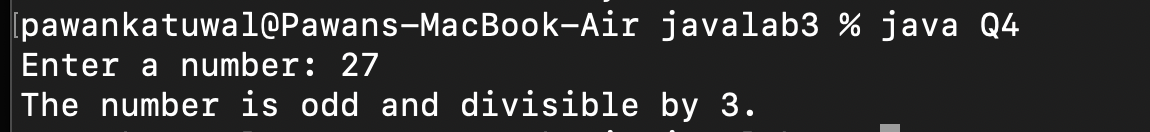 [pawankatuwal@Pawans-MacBook-Air javalab3 % java Q4
Enter a number: 27
The number is odd and divisible by 3.